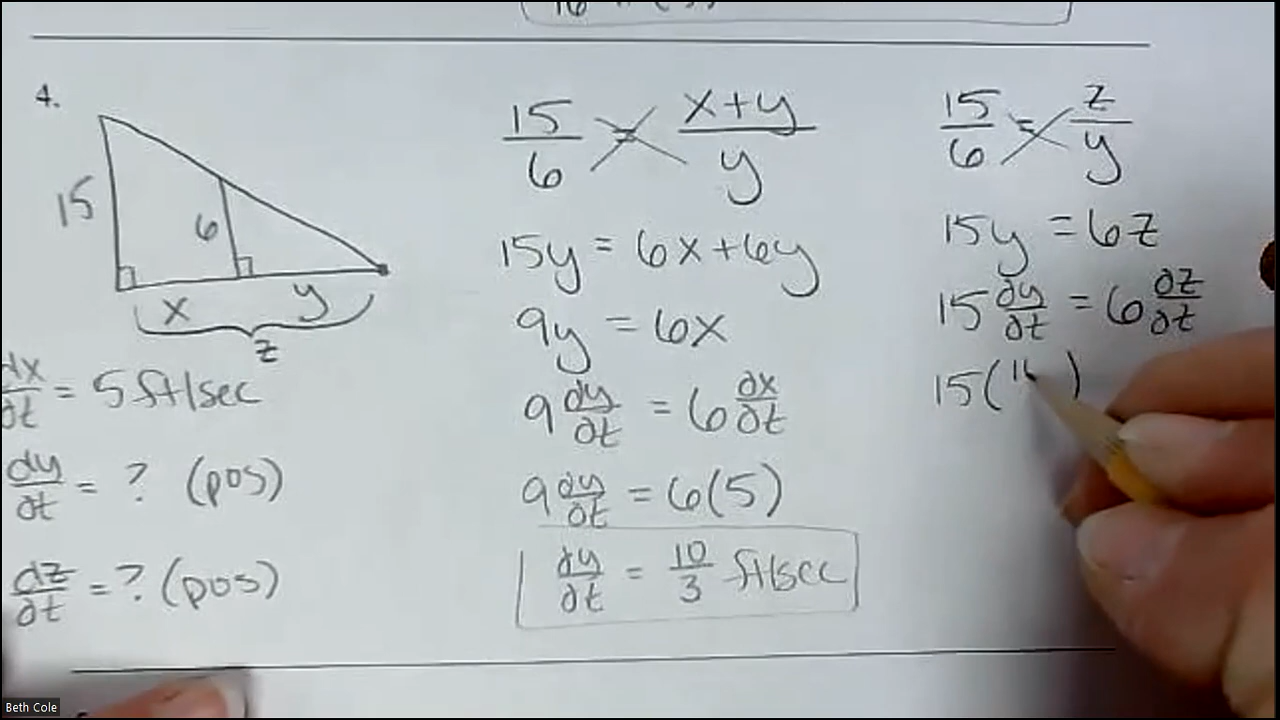 4.
15
6
x
y
z
dx/dt = 5 ft/sec
dy/dt = ? (pos)
dz/dt = ? (pos)
15/6 = x+y/y
15y = 6x+6y
9y = 6x
9 dy/dt = 6 dx/dt
9 dy/dt = 6(5)
dy/dt = 10/3 ft/sec
15/6 = z/y
15y = 6z
15 dy/dt = 6 dz/dt
15( )
Beth Cole